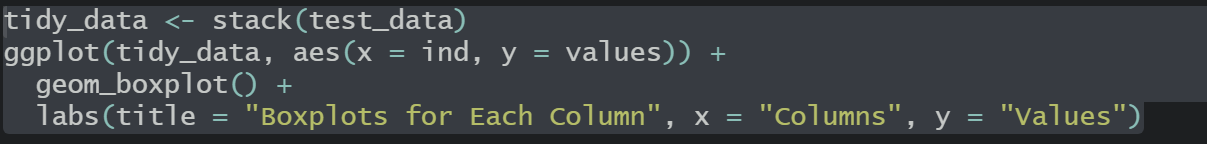 tidy_data <- stack(test_data)
ggplot(tidy_data, aes(x = ind, y = values)) +
  geom_boxplot() +
  labs(title = "Boxplots for Each Column", x = "Columns", y = "Values")